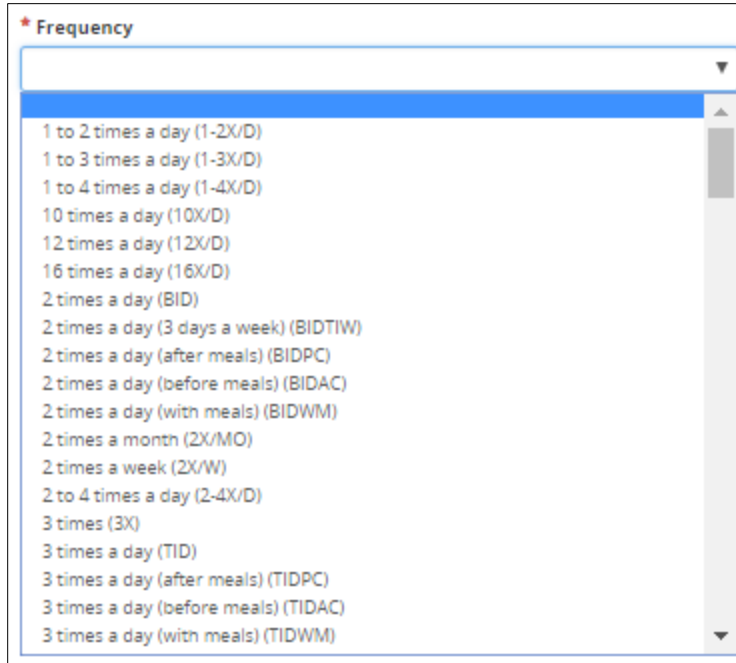 * Frequency
1 to 2 times a day (1-2X/D)
1 to 3 times a day (1-3X/D)
1 to 4 times a day (1-4X/D)
10 times a day (10X/D)
12 times a day (12X/D)
16 times a day (16X/D)
2 times a day (BID)
2 times a day (3 days a week) (BIDTIW)
2 times a day (after meals) (BIDPC)
2 times a day (before meals) (BIDAC)
2 times a day (with meals) (BIDWM)
2 times a month (2X/MO)
2 times a week (2X/W)
2 to 4 times a day (2-4X/D)
3 times (3X)
3 times a day (TID)
3 times a day (after meals) (TIDPC)
3 times a day (before meals) (TIDAC)
3 times a day (with meals) (TIDWM)